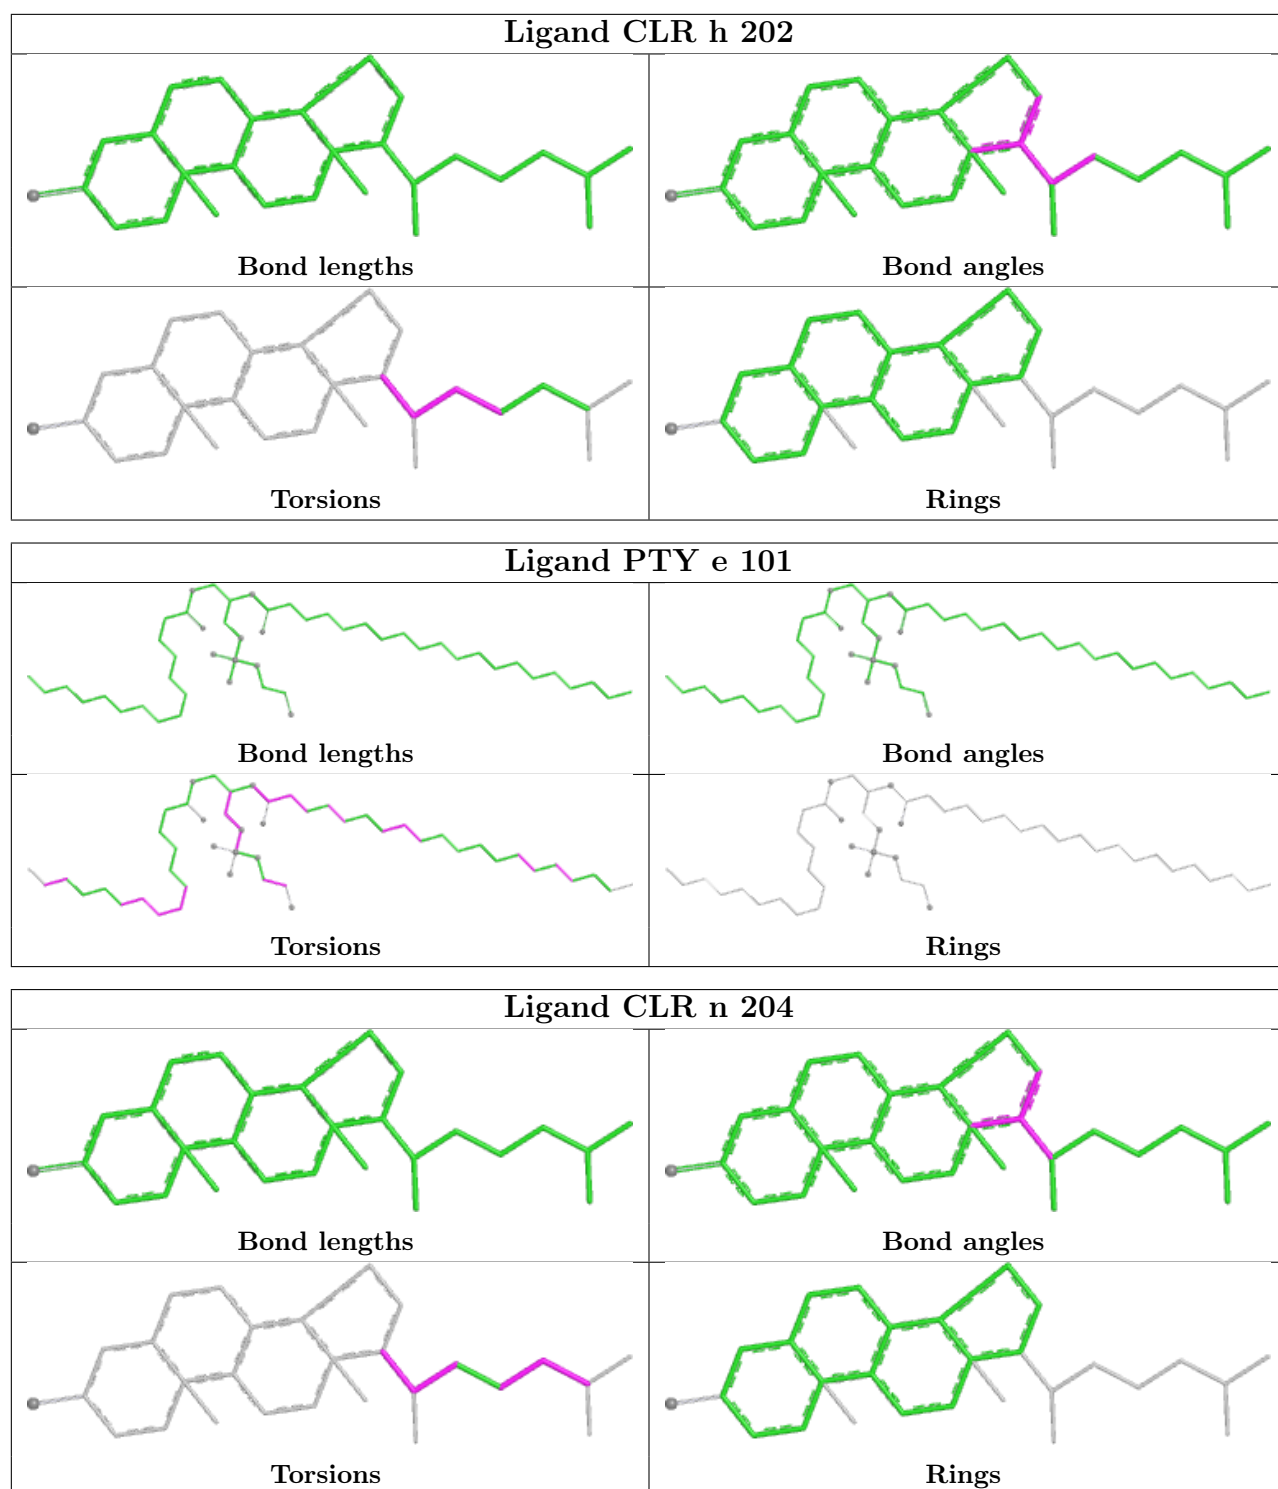 Ligand CLR h 202
Bond lengths
Bond angles
Torsions
Rings
Ligand PTY e 101
Bond lengths
Bond angles
Torsions
Rings
Ligand CLR n 204
Bond lengths
Bond angles
Torsions
Rings